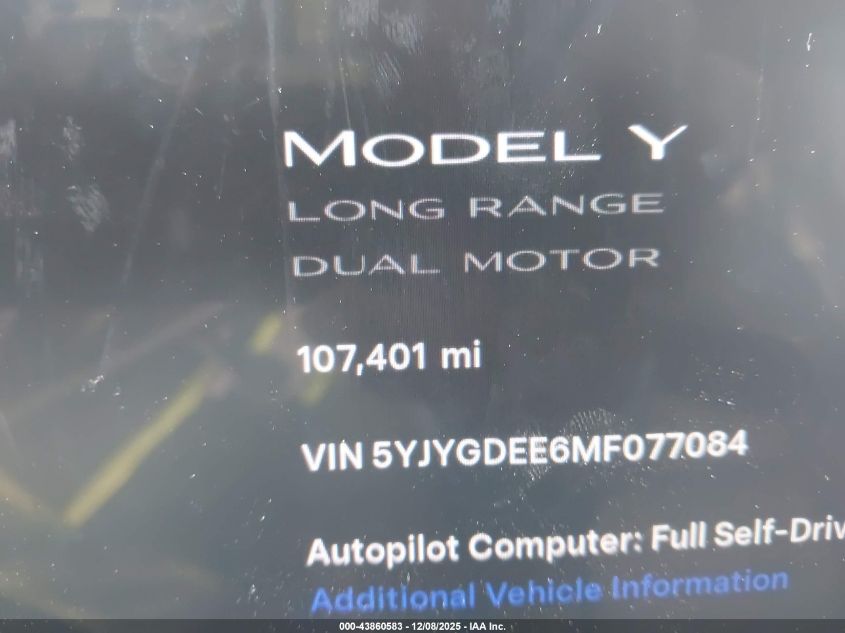 MODEL Y
LONG RANGE
DUAL MOTOR
107,401 mi
VIN 5YJYGDEE6MF077084
Autopilot Computer: Full Self-Driv
Additional Vehicle Information
000-43860583 - 12/08/2025 - IAA Inc.